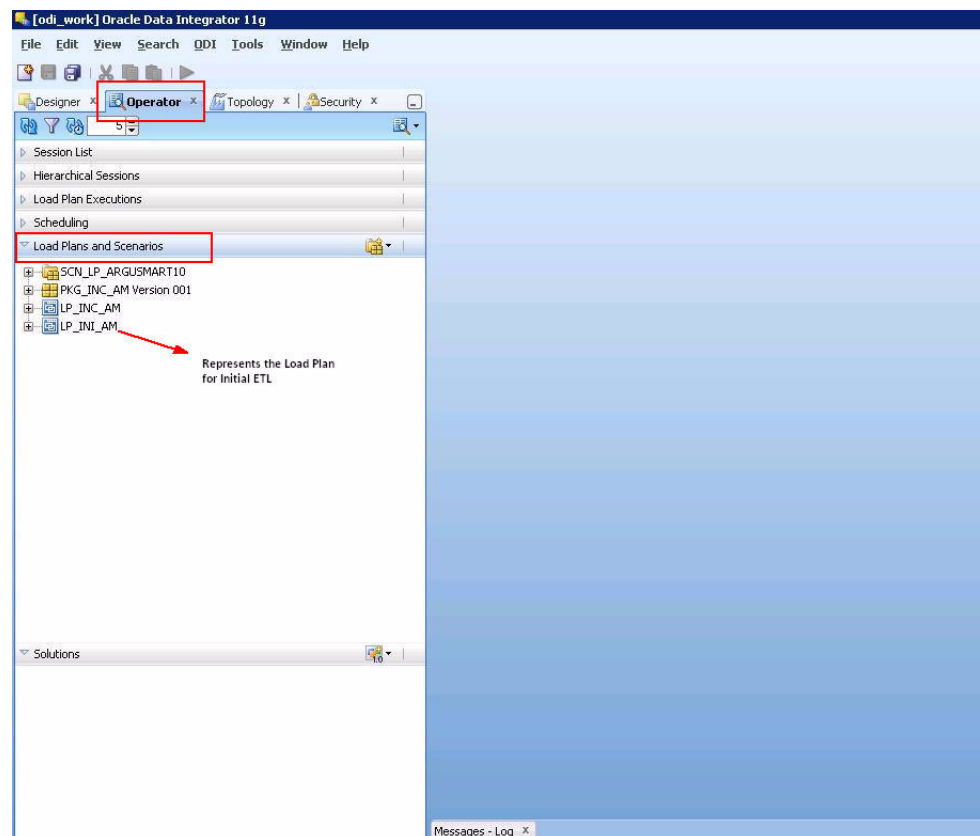 [odi_work] Oracle Data Integrator 11g
File Edit View Search ODI Tools Window Help
Designer x Operator x Topology x Security x
5
Session List
Hierarchical Sessions
Load Plan Executions
Scheduling
Load Plans and Scenarios
SCN_LP_ARGUSMART10
PKG_INC_AM Version 001
LP_INC_AM
LP_INI_AM
Represents the Load Plan
for Initial ETL
Solutions
1.0
Messages - Log x